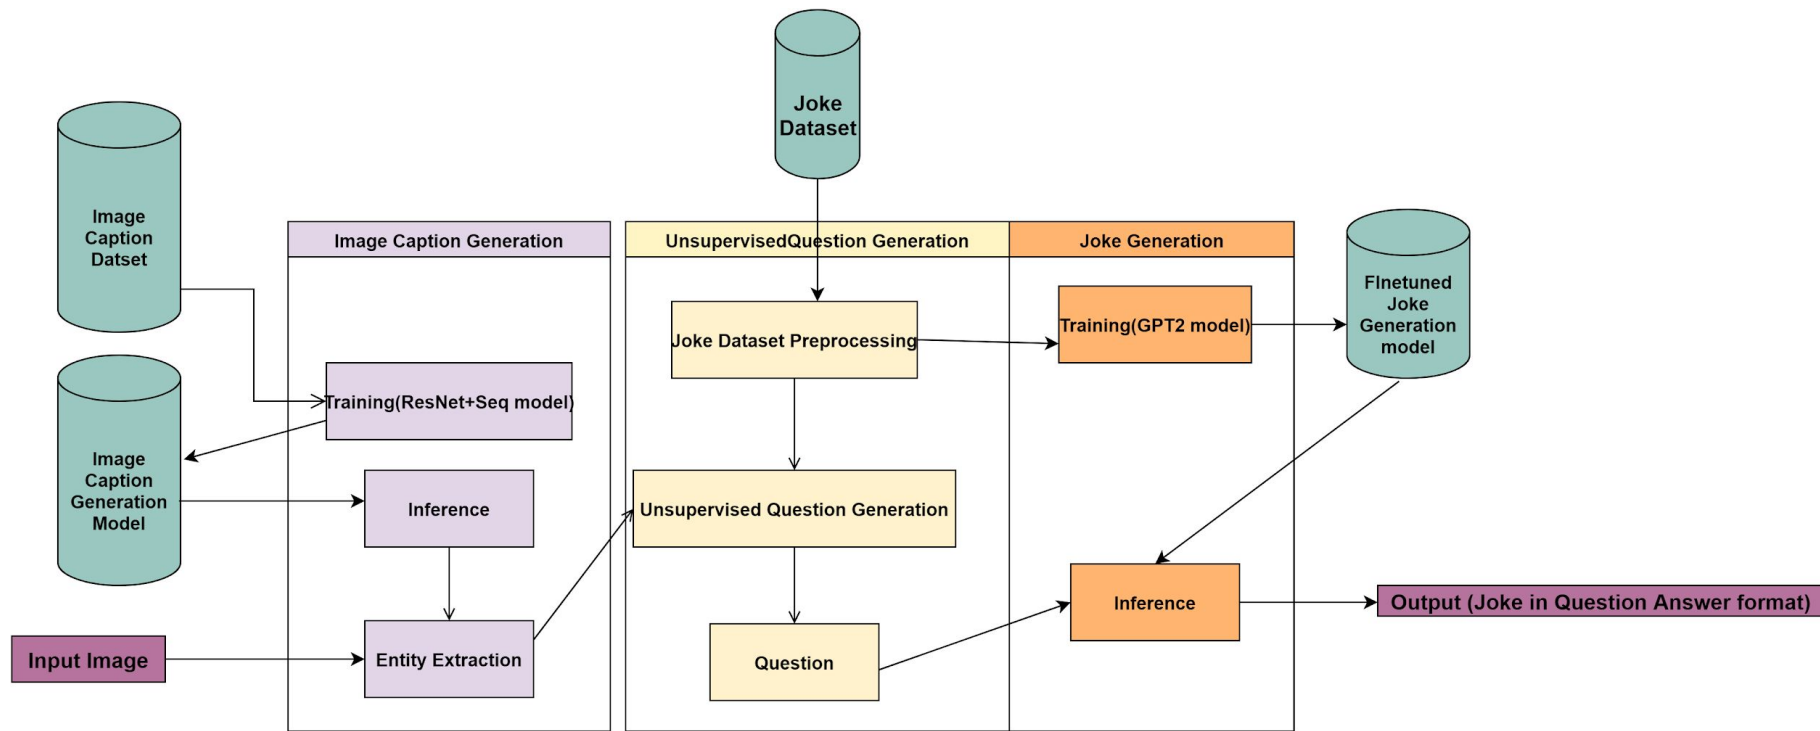 Joke
Dataset
Image
Caption
Datset
Image Caption Generation
UnsupervisedQuestion Generation
Joke Generation
FInetuned
Joke
Generation
model
Training(GPT2 model)
Joke Dataset Preprocessing
Training(ResNet+Seq model)
Image
Caption
Generation
Model
Inference
Unsupervised Question Generation
Inference
Output (Joke in Question Answer format)
Input Image
Entity Extraction
Question